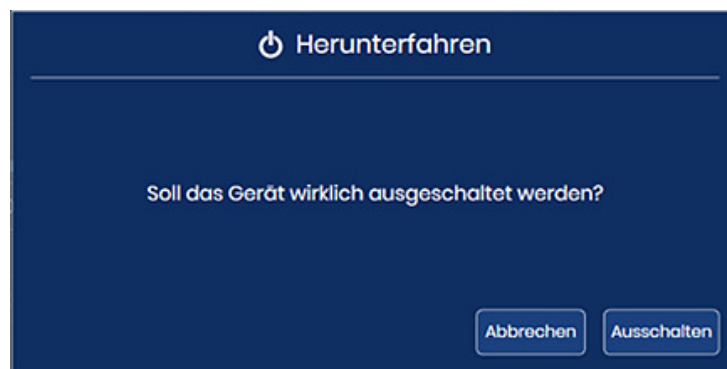 Herunterfahren
Soll das Gerät wirklich ausgeschaltet werden?
Abbrechen Ausschalten